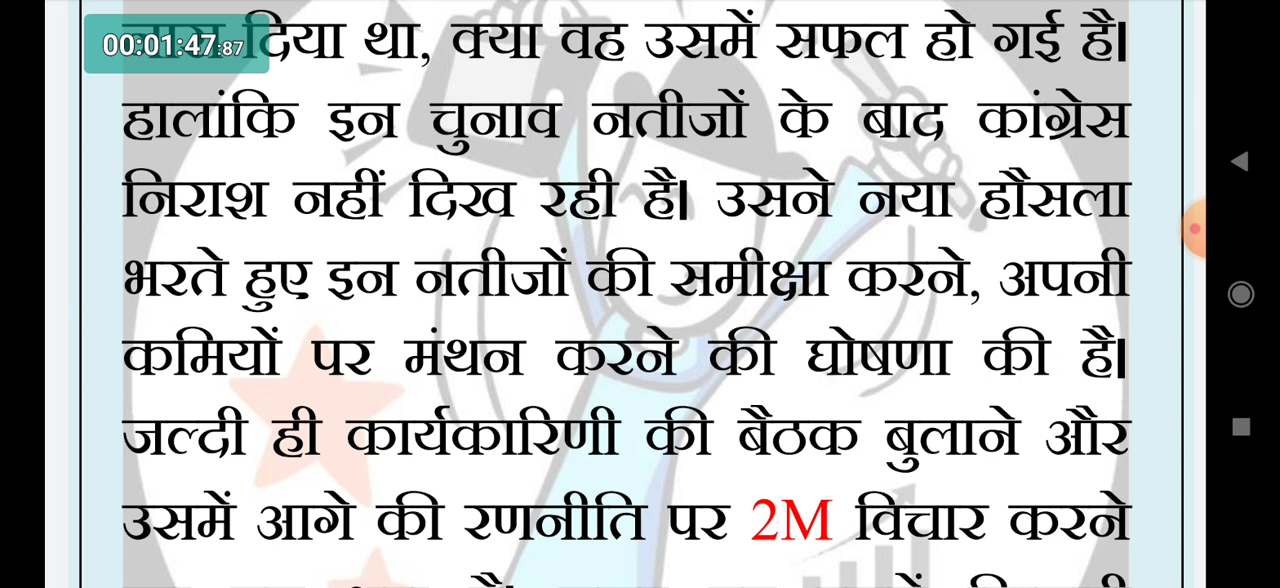 00:01:47:87
दिया था, क्या वह उसमें सफल हो गई है।
हालांकि इन चुनाव नतीजों के बाद कांग्रेस
निराश नहीं दिख रही है। उसने नया हौसला
भरते हुए इन नतीजों की समीक्षा करने, अपनी
कमियों पर मंथन करने की घोषणा की है।
जल्दी ही कार्यकारिणी की बैठक बुलाने और
उसमें आगे की रणनीति पर 2M विचार करने